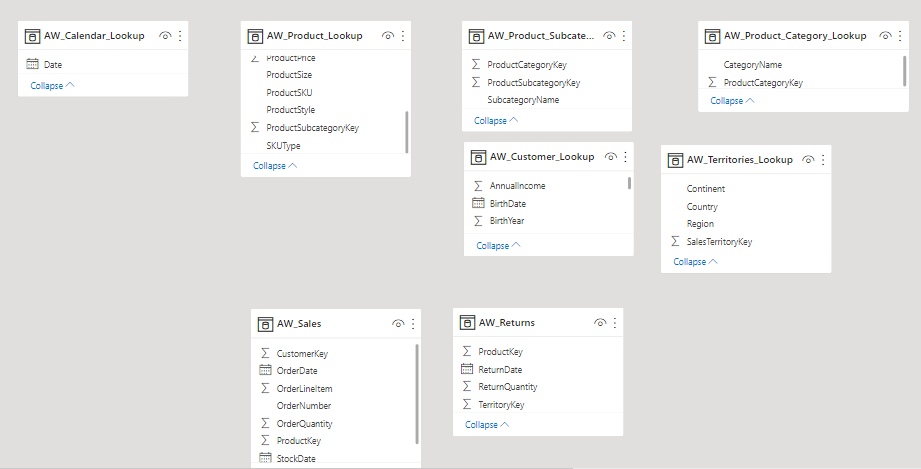 AW_Calendar_Lookup
Date
Collapse
AW_Product_Lookup
ProductPrice
ProductSize
ProductSKU
ProductStyle
ProductSubcategoryKey
SKUType
Collapse
AW_Product_Subcate...
ProductCategoryKey
ProductSubcategoryKey
SubcategoryName
Collapse
AW_Product_Category_Lookup
CategoryName
ProductCategoryKey
Collapse
AW_Customer_Lookup
AnnualIncome
BirthDate
BirthYear
Collapse
AW_Territories_Lookup
Continent
Country
Region
SalesTerritoryKey
Collapse
AW_Sales
CustomerKey
OrderDate
OrderLineItem
OrderNumber
OrderQuantity
ProductKey
StockDate
AW_Returns
ProductKey
ReturnDate
ReturnQuantity
TerritoryKey
Collapse